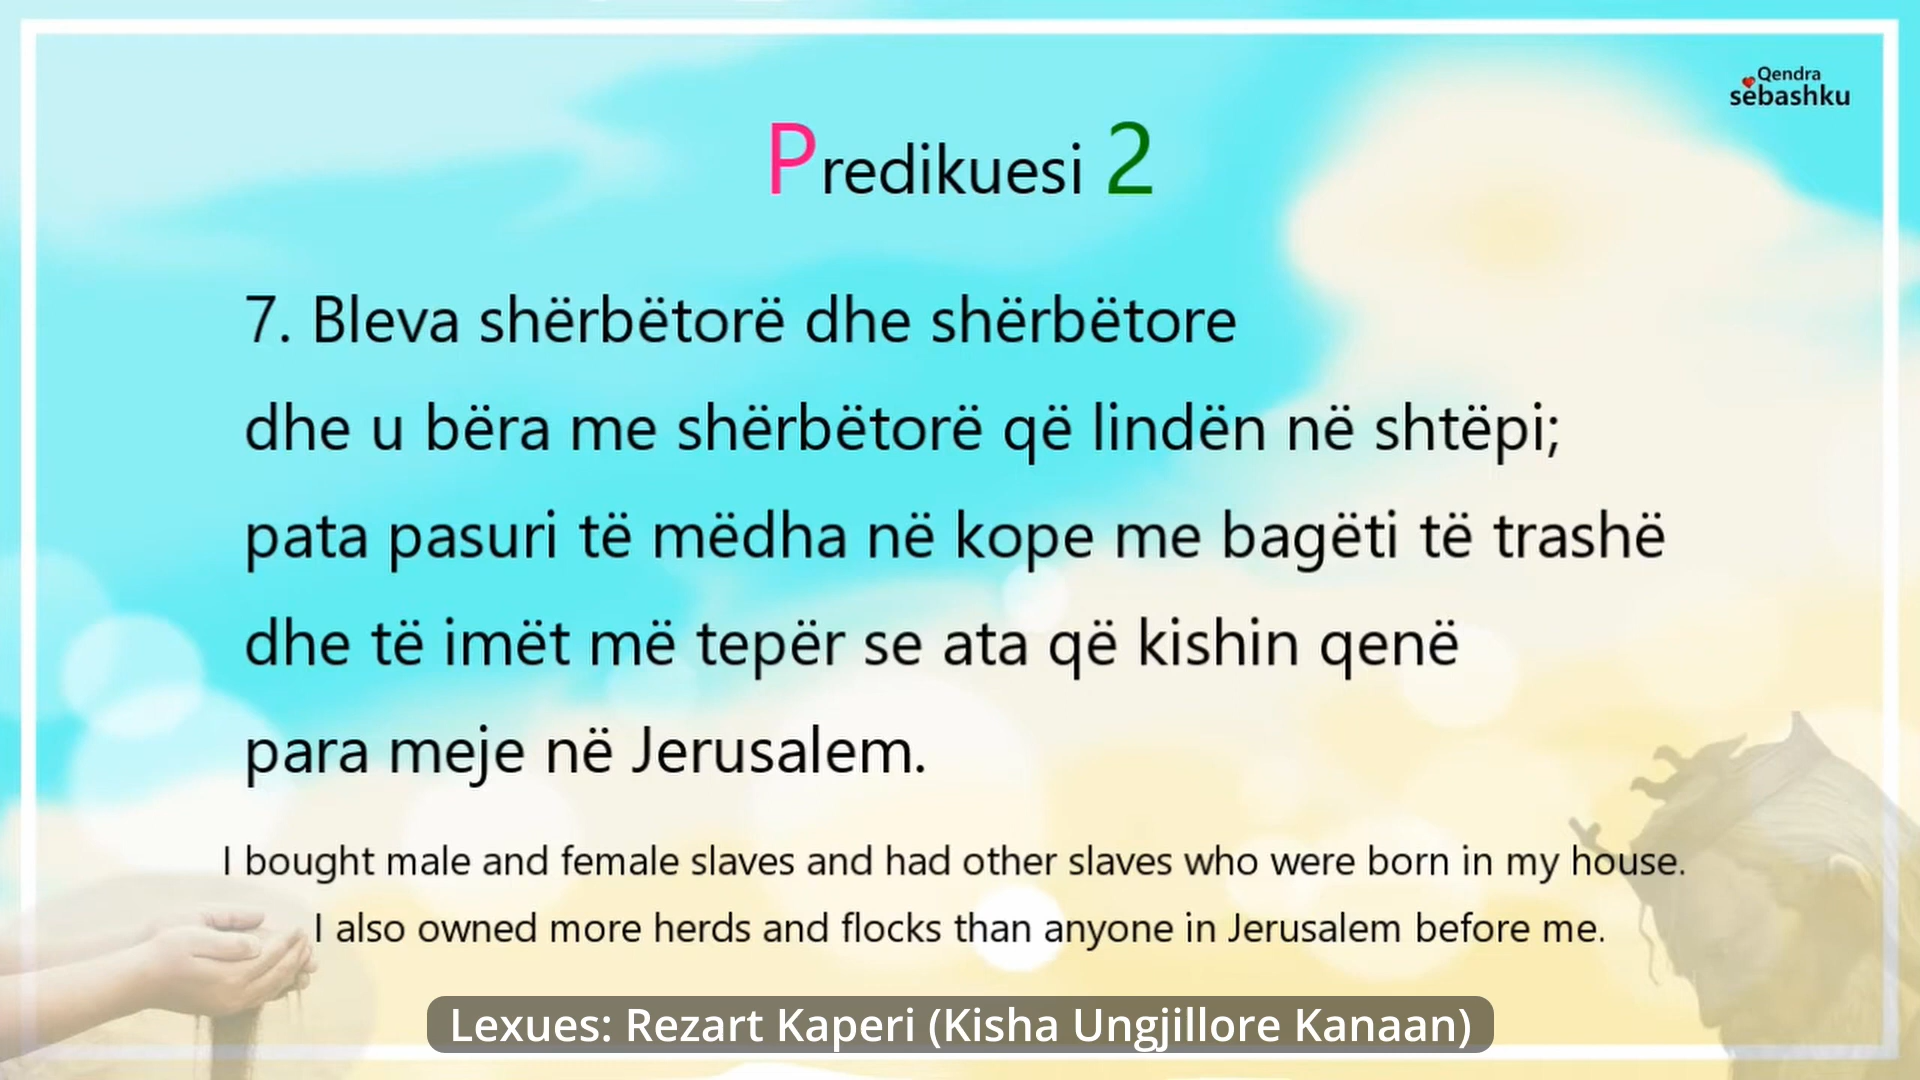 Qendra
sëbashku
Predikuesi 2
7. Bleva shërbëtorë dhe shërbëtore
dhe u bëra me shërbëtorë që lindën në shtëpi;
pata pasuri të mëdha në kope me bagëti të trashë
dhe të imët më tepër se ata që kishin qenë
para meje në Jerusalem.
I bought male and female slaves and had other slaves who were born in my house.
I also owned more herds and flocks than anyone in Jerusalem before me.
Lexues: Rezart Kaperi (Kisha Ungjillore Kanaan)